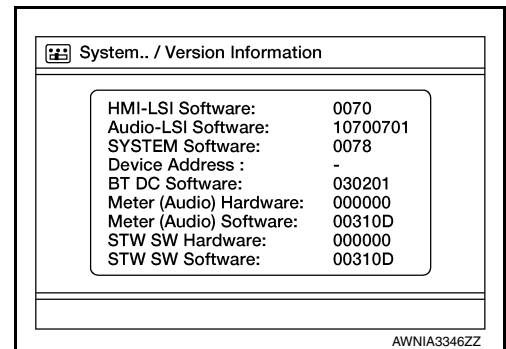 System.. / Version Information
HMI-LSI Software: 0070
Audio-LSI Software: 10700701
SYSTEM Software: 0078
Device Address : -
BT DC Software: 030201
Meter (Audio) Hardware: 000000
Meter (Audio) Software: 00310D
STW SW Hardware: 000000
STW SW Software: 00310D
AWNIA3346ZZ